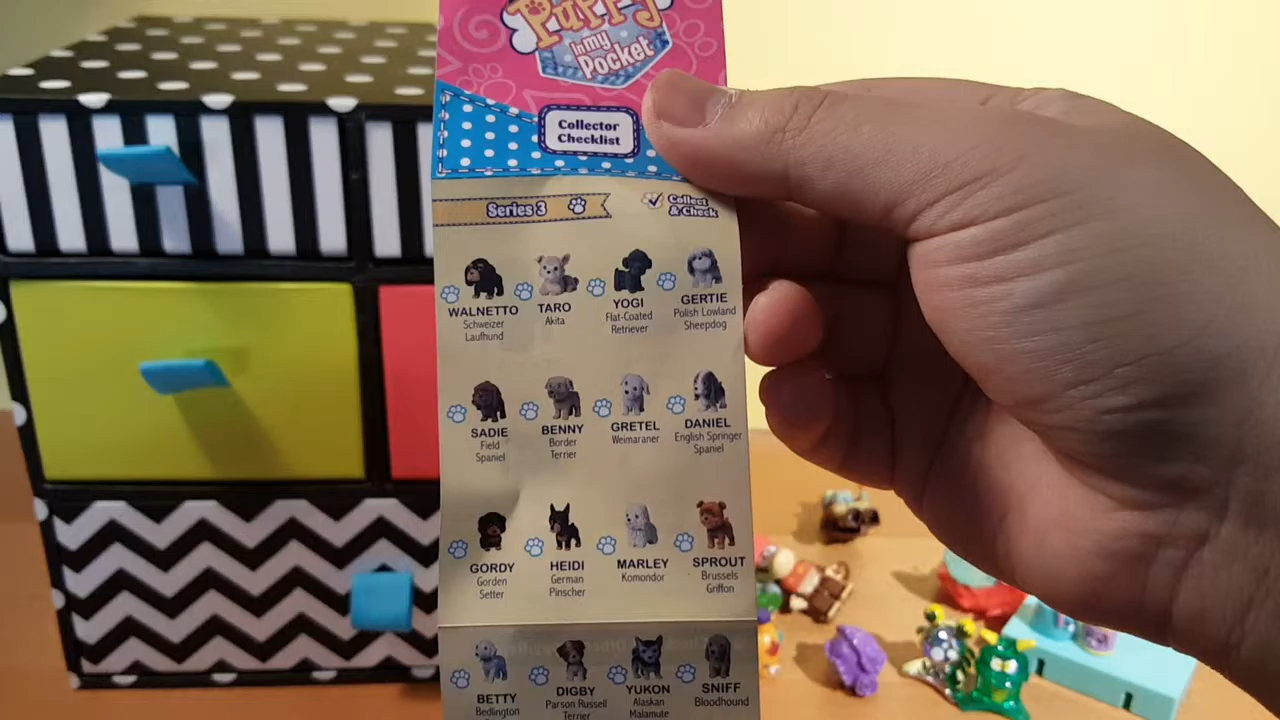 Puppy
in my
Pocket
Collector
Checklist
Series 3
Collect
& Check
WALNETTO
Schweizer
Laufhund
TARO
Akita
YOGI
Flat-Coated
Retriever
GERTIE
Polish Lowland
Sheepdog
SADIE
Field
Spaniel
BENNY
Border
Terrier
GRETEL
Weimaraner
DANIEL
English Springer
Spaniel
GORDY
Gorden
Setter
HEIDI
German
Pinscher
MARLEY
Komondor
SPROUT
Brussels
Griffon
BETTY
Bedlington
DIGBY
Parson Russell
Terrier
YUKON
Alaskan
Malamute
SNIFF
Bloodhound